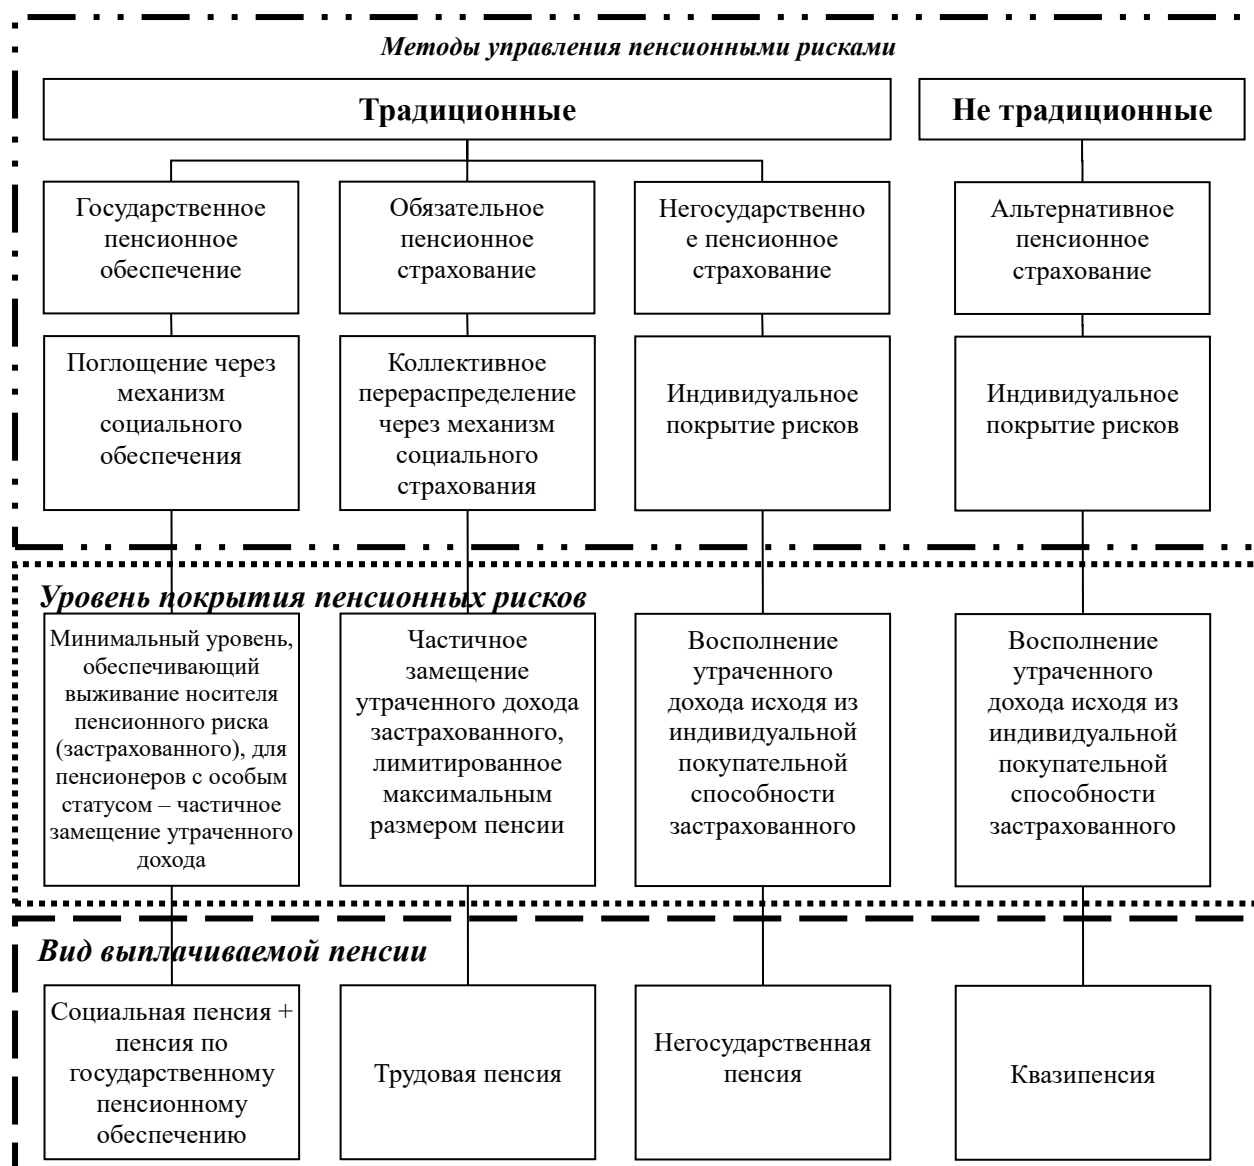 Методы управления пенсионными рисками
Традиционные
Не традиционные
Государственное
пенсионное
обеспечение
Обязательное
пенсионное
страхование
Негосударственно
е пенсионное
страхование
Альтернативное
пенсионное
страхование
Поглощение через
механизм
социального
обеспечения
Коллективное
перераспределение
через механизм
социального
страхования
Индивидуальное
покрытие рисков
Индивидуальное
покрытие рисков
Уровень покрытия пенсионных рисков
Минимальный уровень,
обеспечивающий
выживание носителя
пенсионного риска
(застрахованного), для
пенсионеров с особым
статусом – частичное
замещение утраченного
дохода
Частичное
замещение
утраченного дохода
застрахованного,
лимитированное
максимальным
размером пенсии
Восполнение
утраченного
дохода исходя из
индивидуальной
покупательной
способности
застрахованного
Восполнение
утраченного
дохода исходя из
индивидуальной
покупательной
способности
застрахованного
Вид выплачиваемой пенсии
Социальная пенсия +
пенсия по
государственному
пенсионному
обеспечению
Трудовая пенсия
Негосударственная
пенсия
Квазипенсия